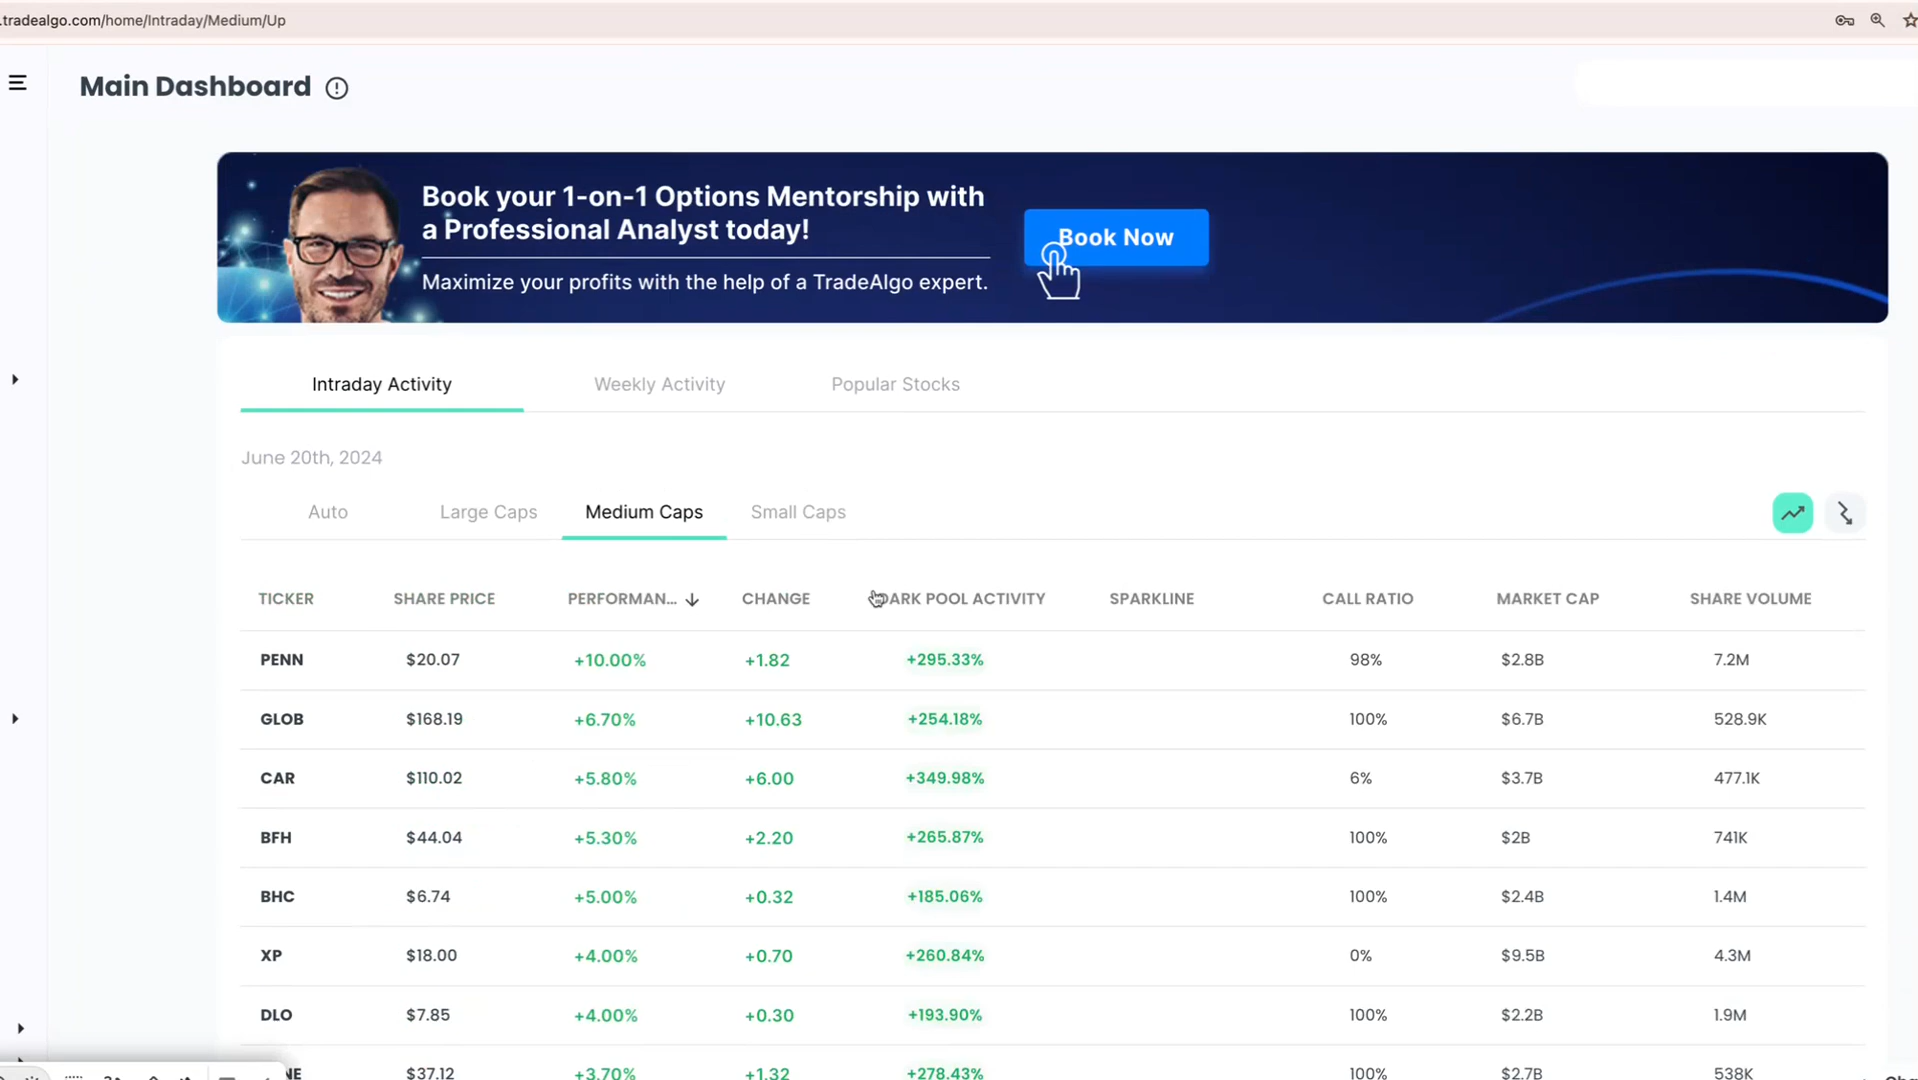 .tradealgo.com/home/Intraday/Medium/Up
Main Dashboard
Book your 1-on-1 Options Mentorship with
a Professional Analyst today!
Maximize your profits with the help of a TradeAlgo expert.
Book Now
Intraday Activity Weekly Activity Popular Stocks
June 20th, 2024
Auto Large Caps Medium Caps Small Caps
TICKER SHARE PRICE PERFORMAN... CHANGE DARK POOL ACTIVITY SPARKLINE CALL RATIO MARKET CAP SHARE VOLUME
PENN $20.07 +10.00% +1.82 +295.33% 98% $2.8B 7.2M
GLOB $168.19 +6.70% +10.63 +254.18% 100% $6.7B 528.9K
CAR $110.02 +5.80% +6.00 +349.98% 6% $3.7B 477.1K
BFH $44.04 +5.30% +2.20 +265.87% 100% $2B 741K
BHC $6.74 +5.00% +0.32 +185.06% 100% $2.4B 1.4M
XP $18.00 +4.00% +0.70 +260.84% 0% $9.5B 4.3M
DLO $7.85 +4.00% +0.30 +193.90% 100% $2.2B 1.9M
NE $37.12 +3.70% +1.32 +278.43% 100% $2.7B 538K